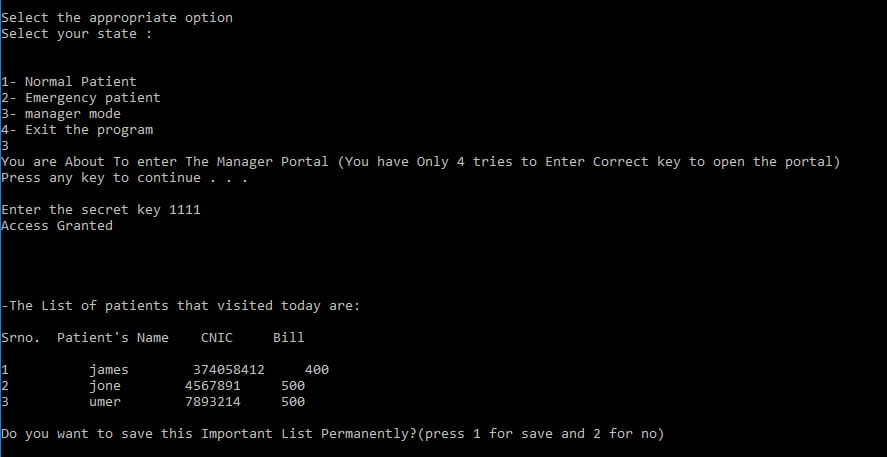 Select the appropriate option
Select your state :
1- Normal Patient
2- Emergency patient
3- manager mode
4- Exit the program
3
You are About To enter The Manager Portal (You have Only 4 tries to Enter Correct key to open the portal)
Press any key to continue . . .
Enter the secret key 1111
Access Granted
-The List of patients that visited today are:
Srno.  Patient's Name    CNIC     Bill
1          james        374058412     400
2          jone        4567891     500
3          umer        7893214     500
Do you want to save this Important List Permanently?(press 1 for save and 2 for no)